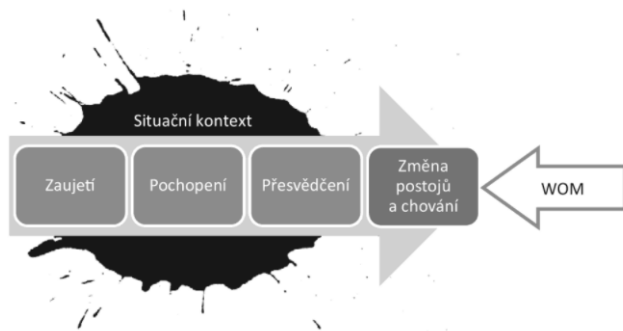 Situační kontext
Zaujetí
Pochopení
Přesvědčení
Změna
postojů
a chování
WOM